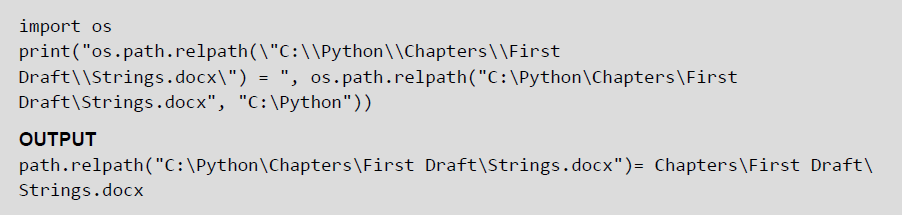 import os
print("os.path.relpath(\"C:\\Python\\Chapters\\First
Draft\\Strings.docx\") = ", os.path.relpath("C:\Python\Chapters\First
Draft\Strings.docx", "C:\Python"))
OUTPUT
path.relpath("C:\Python\Chapters\First Draft\Strings.docx")= Chapters\First Draft\
Strings.docx